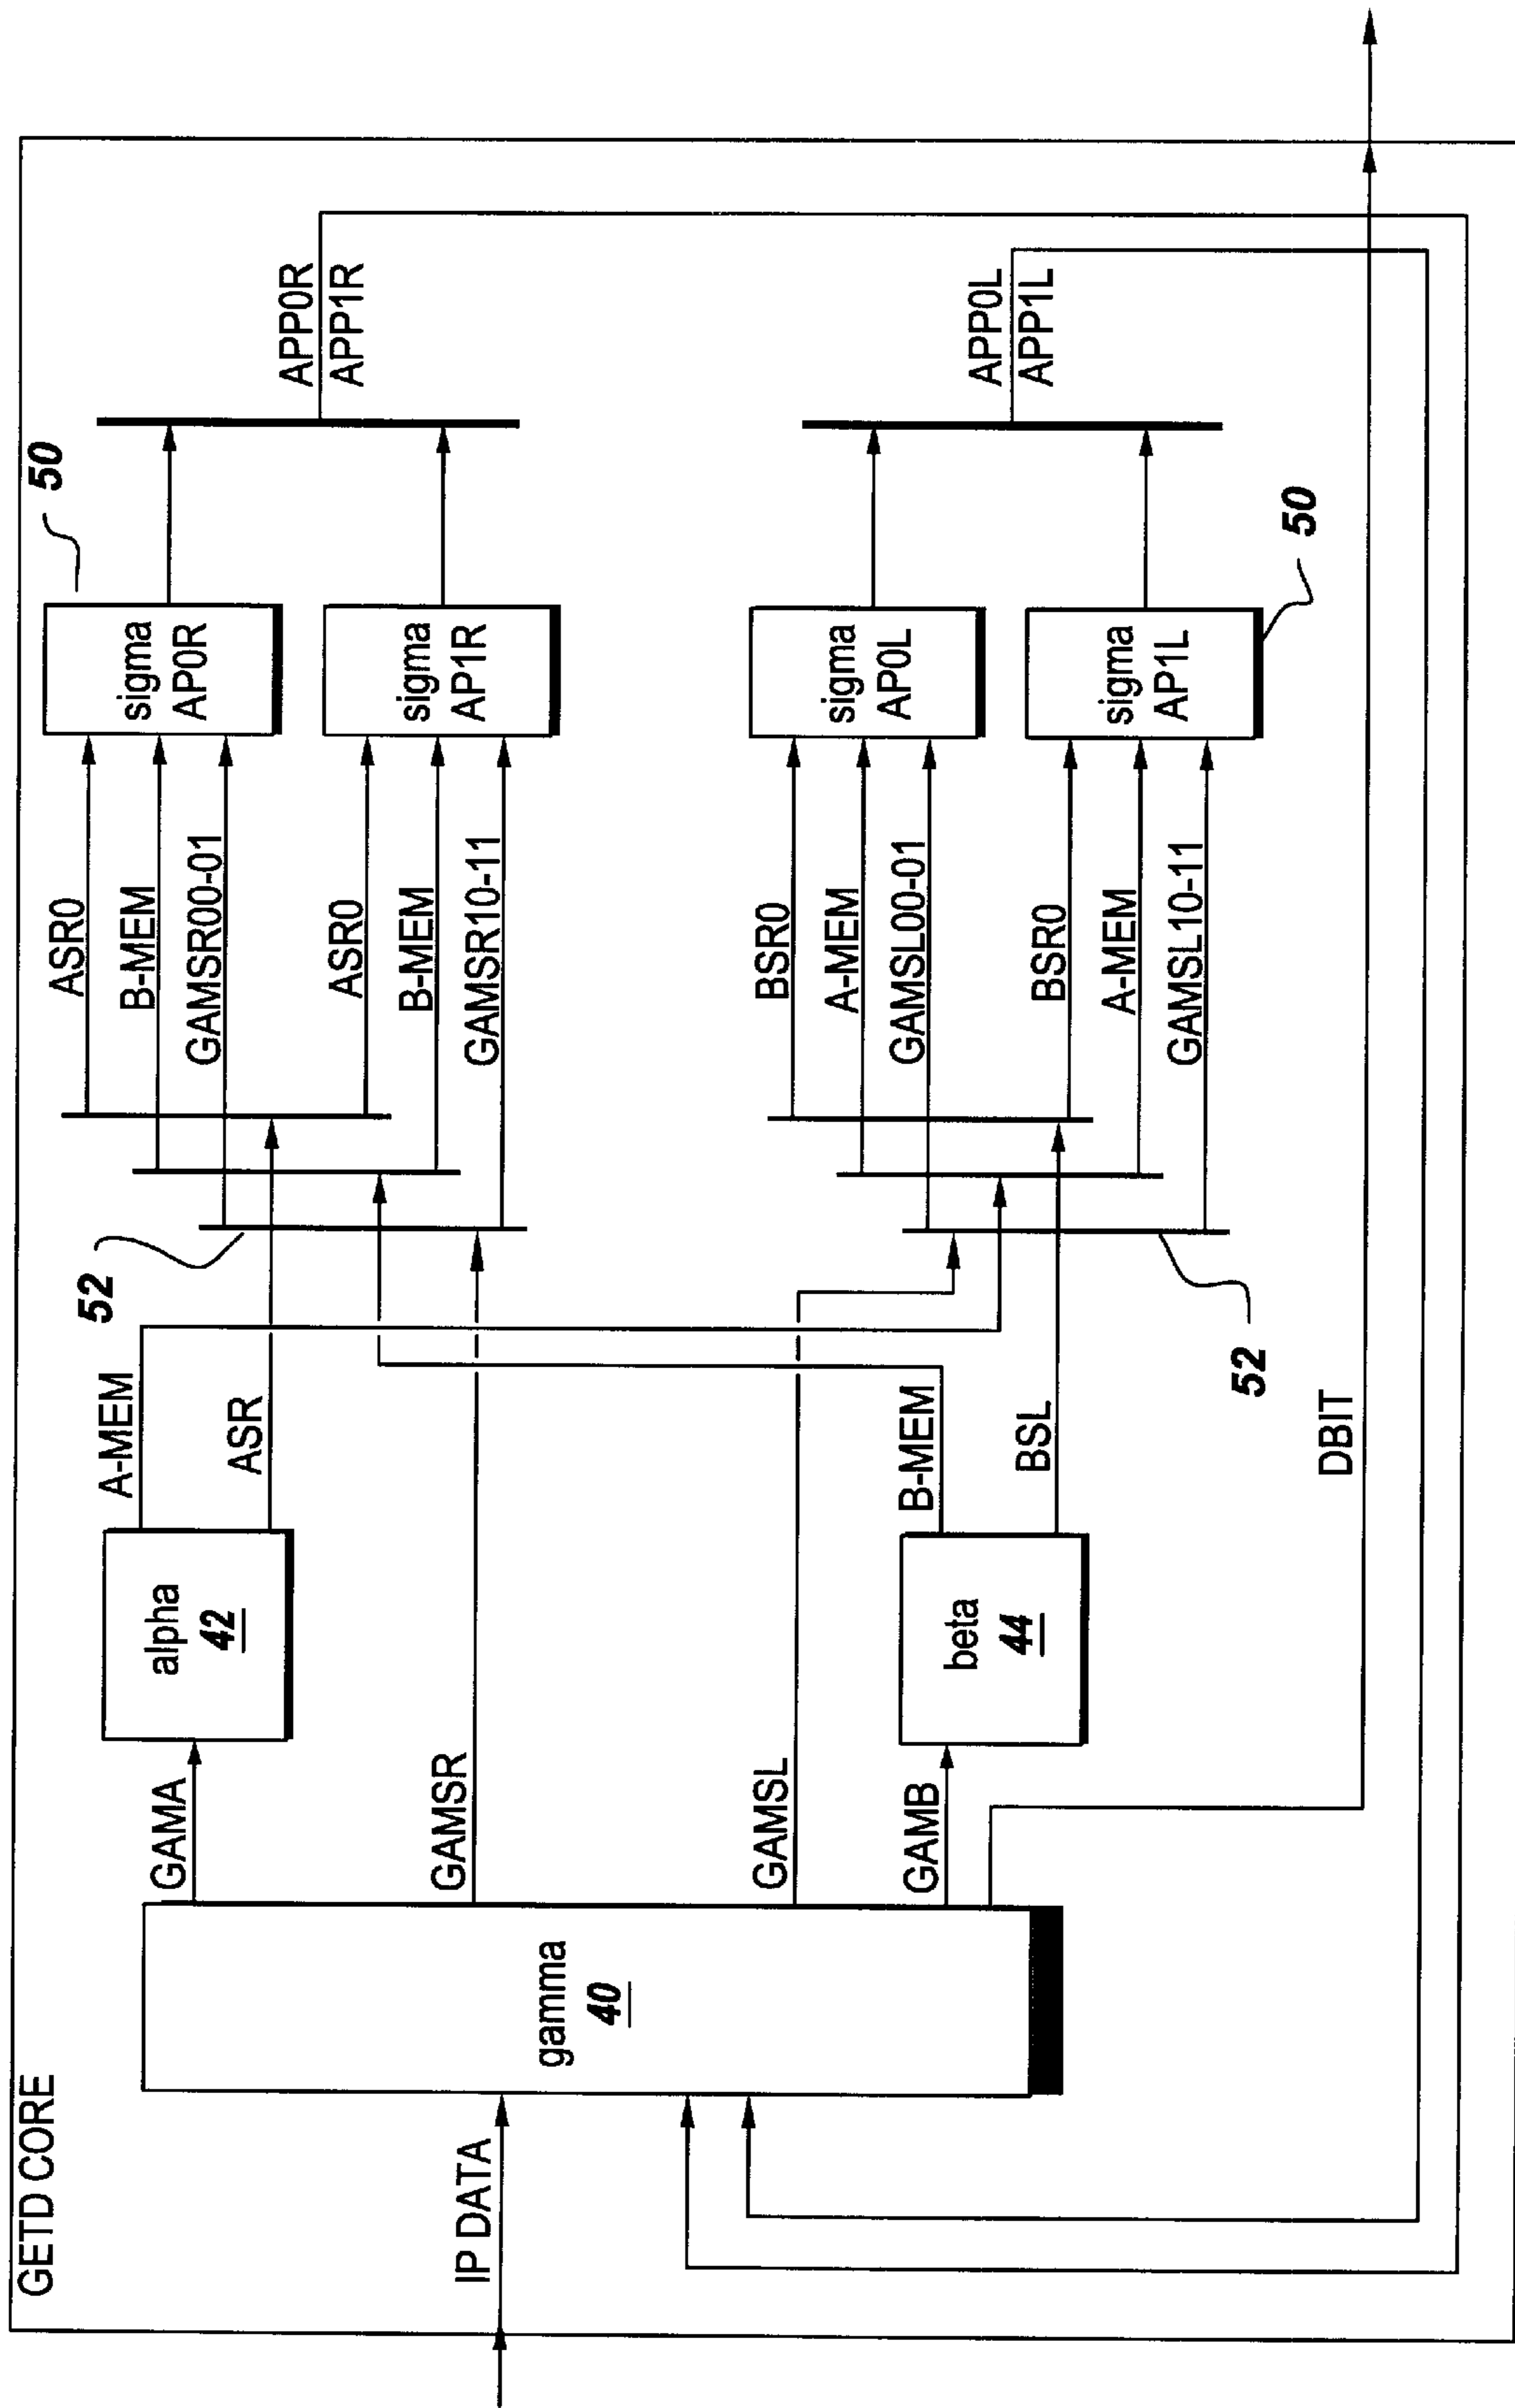 GETD CORE
IP DATA
gamma
40
GAMA
GAMSR
GAMSL
GAMB
alpha
42
beta
44
A-MEM
ASR
B-MEM
BSL
DBIT
52
52
ASR0
B-MEM
GAMSR00-01
ASR0
B-MEM
GAMSR10-11
BSR0
A-MEM
GAMSL00-01
BSR0
A-MEM
GAMSL10-11
sigma
AP0R
sigma
AP1R
sigma
AP0L
sigma
AP1L
50
50
APP0R
APP1R
APP0L
APP1L